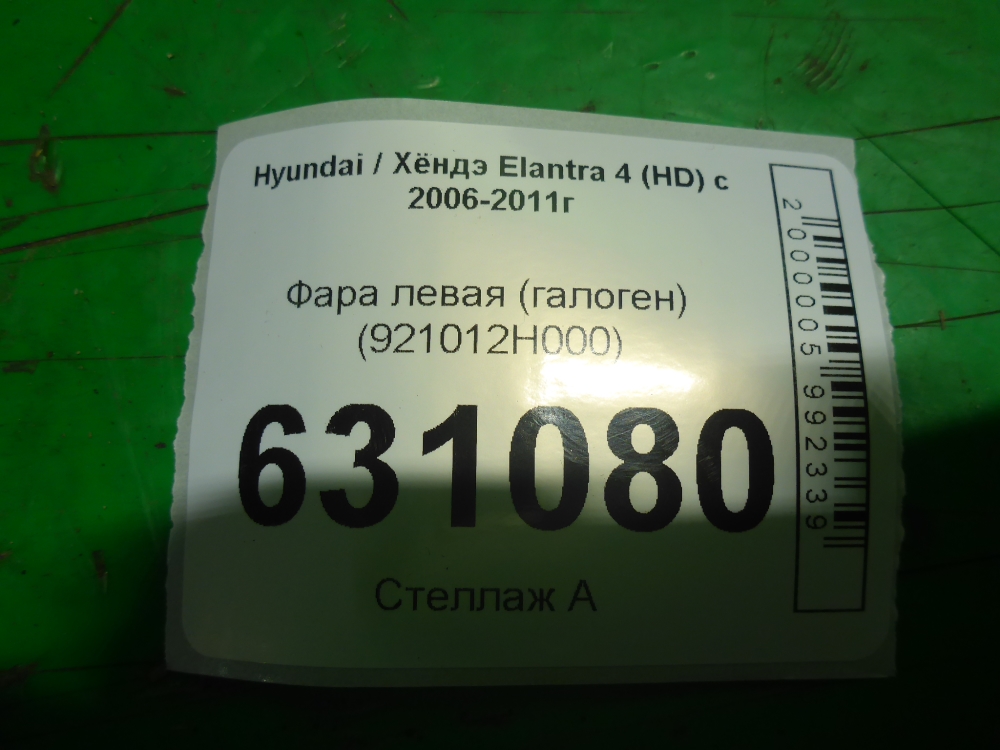 Hyundai / Хёндэ Elantra 4 (HD) с
2006-2011г
Фара левая (галоген)
(921012H000)
631080
Стеллаж А
2000005992339